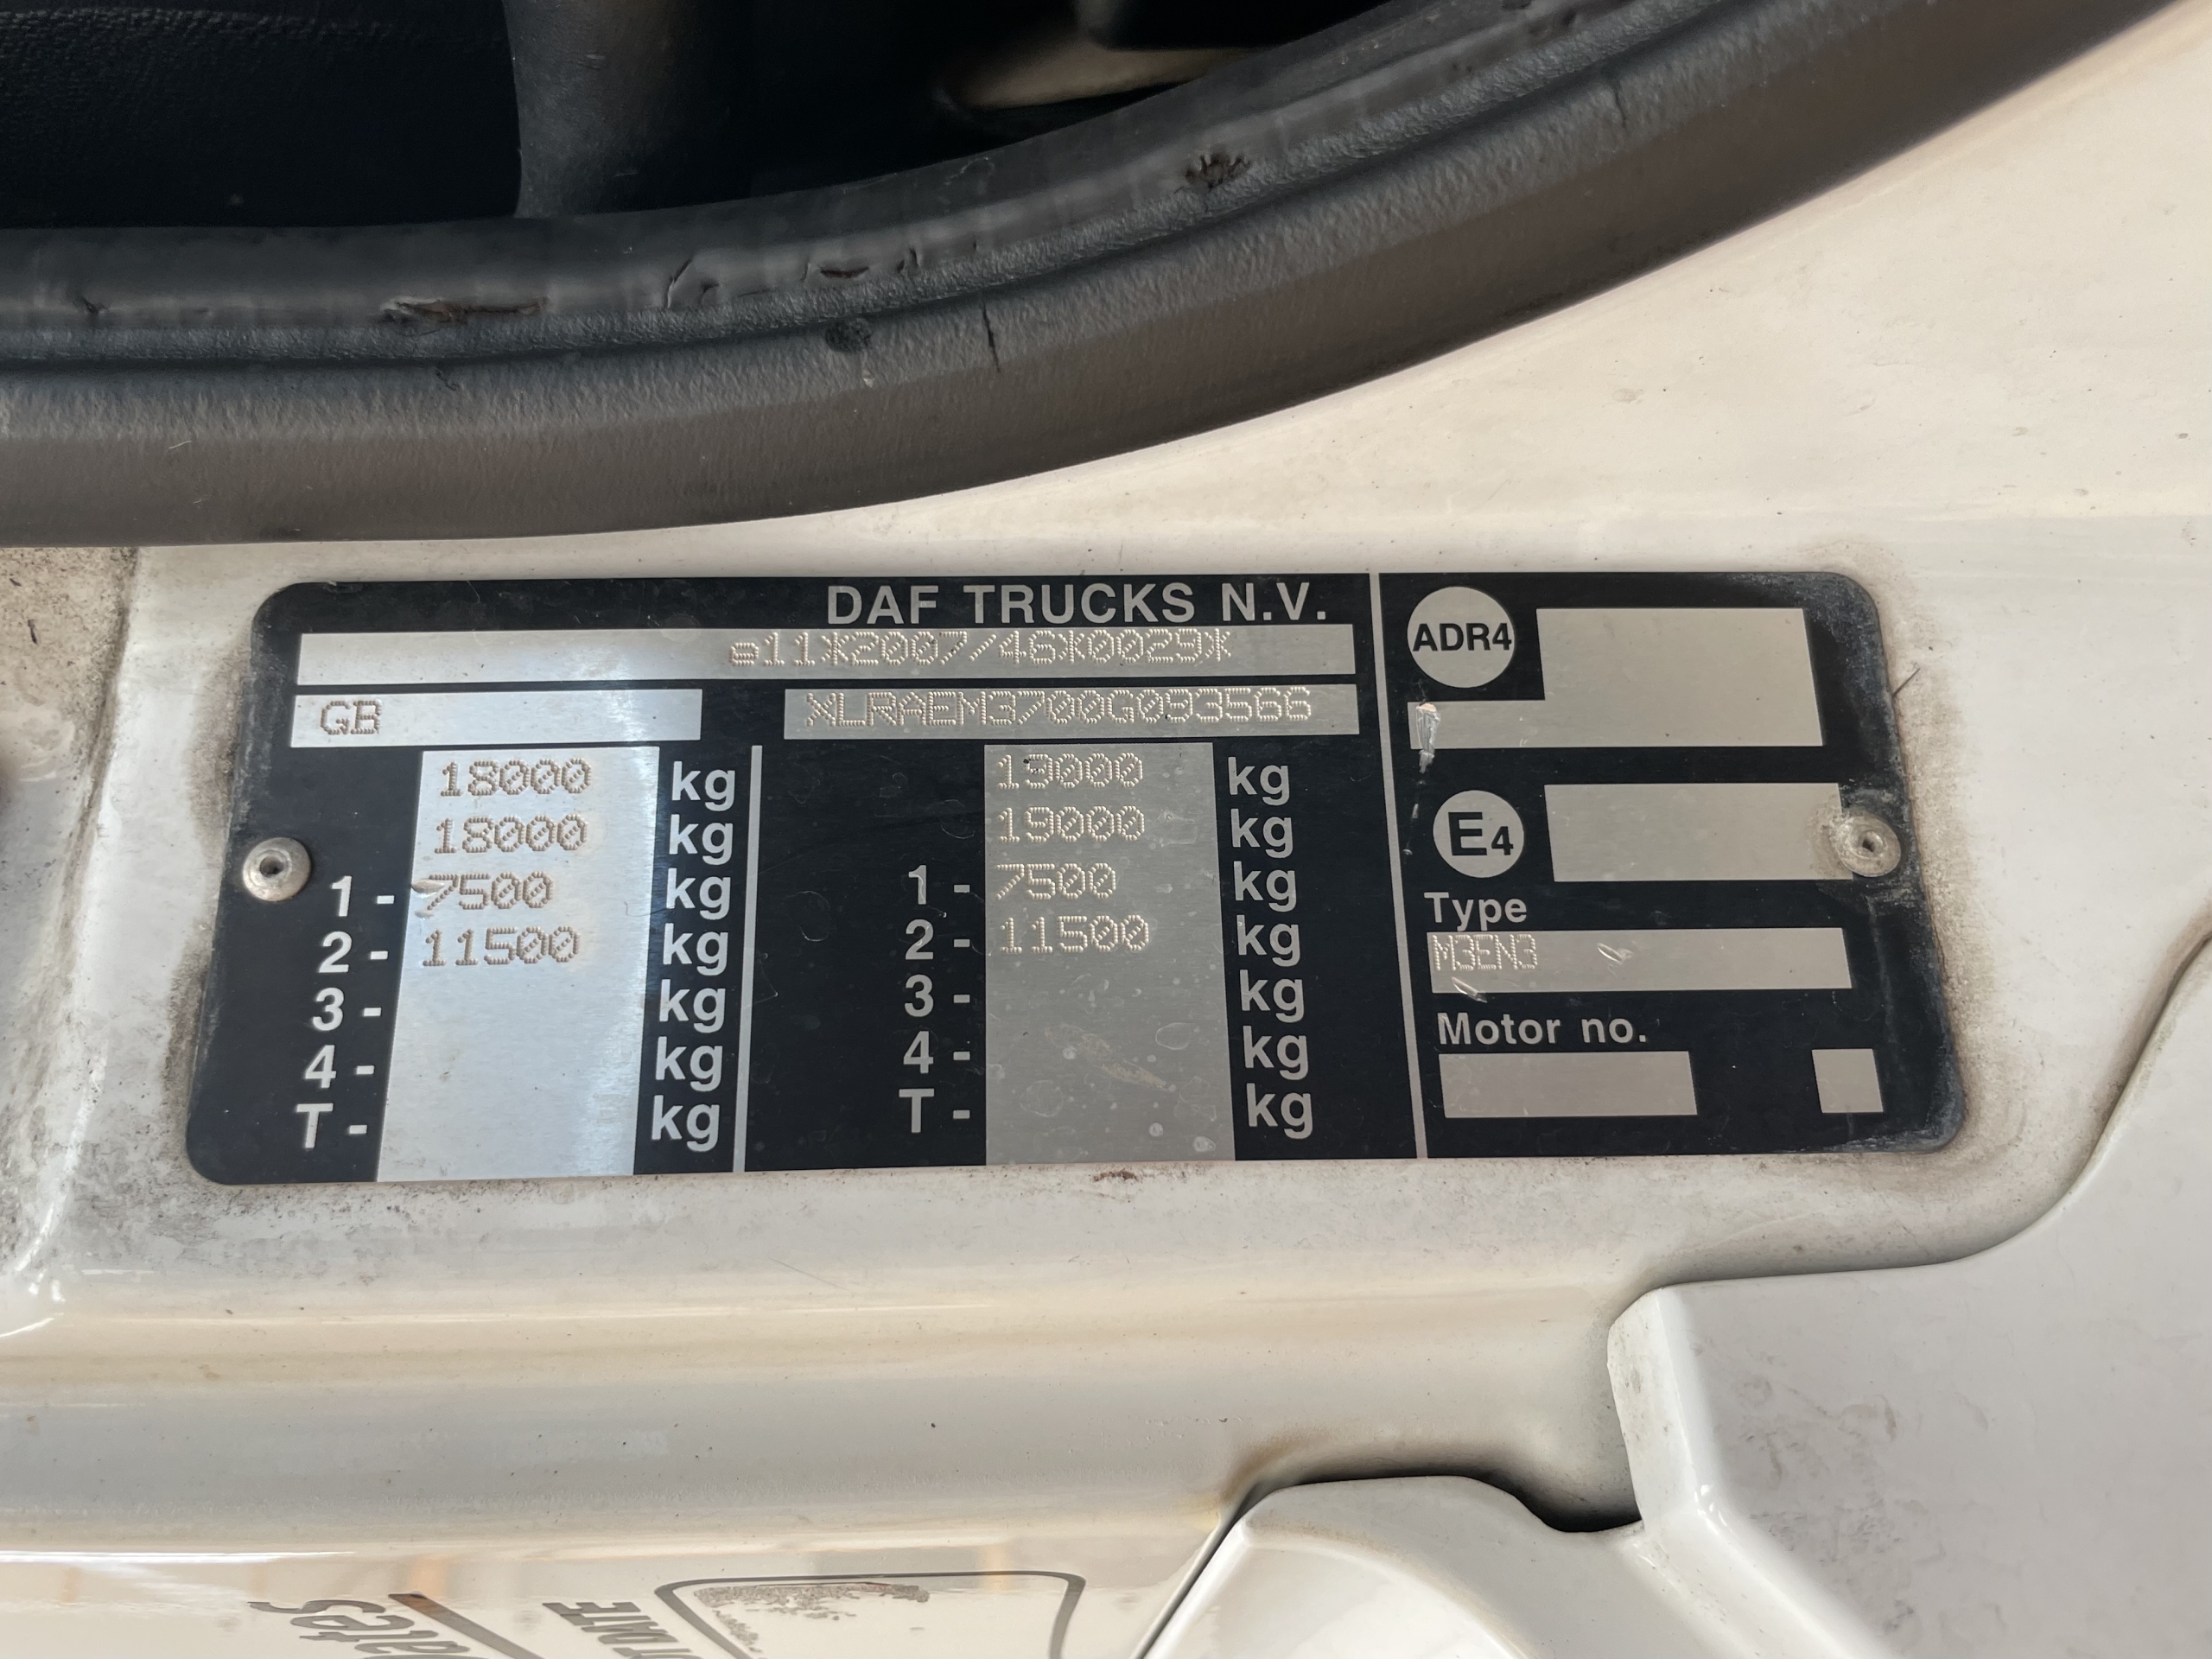 DAF TRUCKS N.V.
e11*2007/46*0029*
GB XLRAEM3700G093566
18000 kg 19000 kg
18000 kg 19000 kg
1 - 7500 kg 1 - 7500 kg
2 - 11500 kg 2 - 11500 kg
3 - kg 3 - kg
4 - kg 4 - kg
T - kg T - kg
ADR4
E4
Type
M3EN3
Motor no.